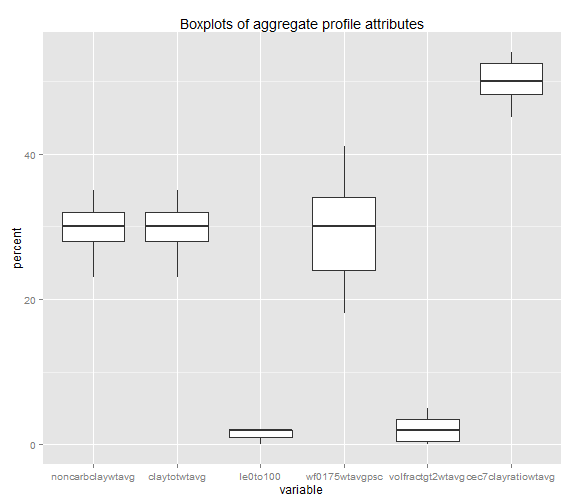 Boxplots of aggregate profile attributes
percent
40
20
0
noncarbclaywtavg claytotwtavg le0to100 wf0175wtavgpsc volfractgt2wtavg cec7clayratiowtavg
variable